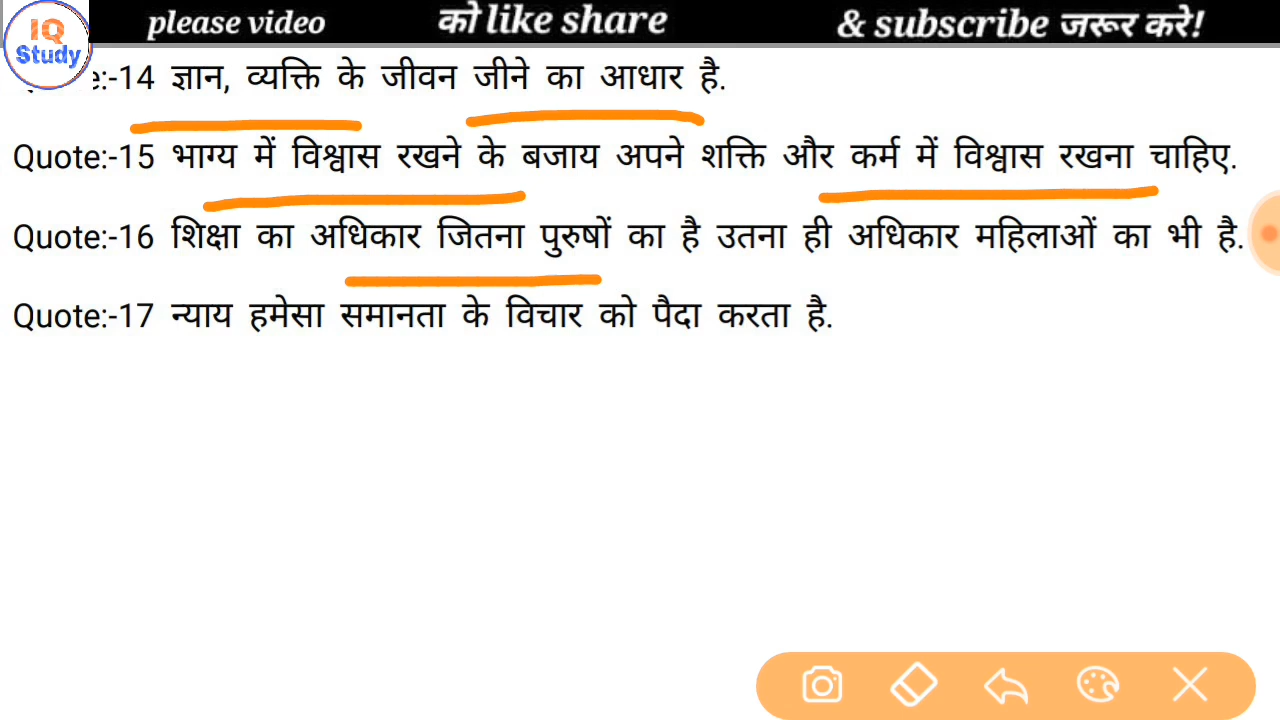 please video को like share & subscribe जरूर करे!
IQ
Study
e:-14 ज्ञान, व्यक्ति के जीवन जीने का आधार है.
Quote:-15 भाग्य में विश्वास रखने के बजाय अपने शक्ति और कर्म में विश्वास रखना चाहिए.
Quote:-16 शिक्षा का अधिकार जितना पुरुषों का है उतना ही अधिकार महिलाओं का भी है.
Quote:-17 न्याय हमेसा समानता के विचार को पैदा करता है.